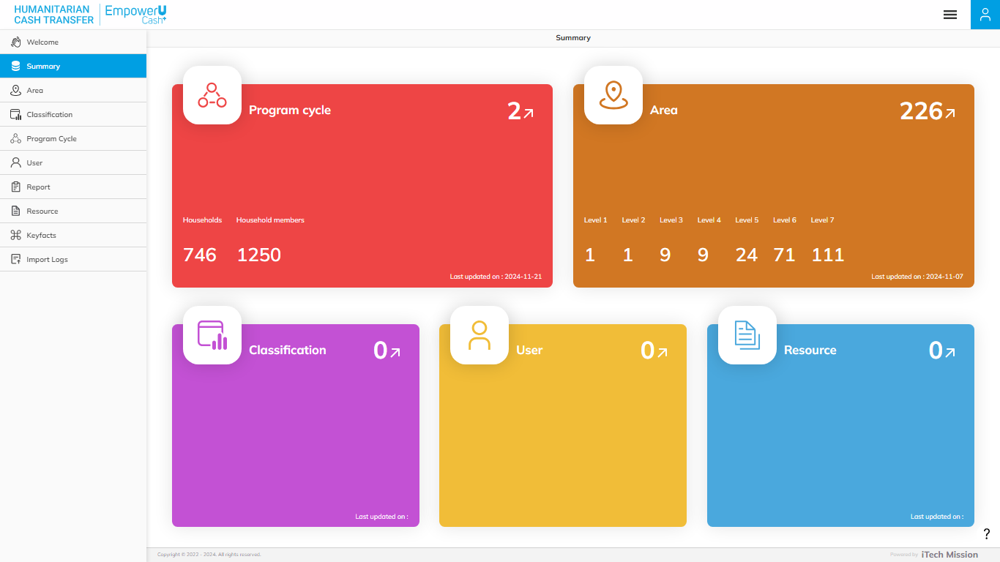 HUMANITARIAN
CASH TRANSFER
EmpowerU
Cash+
Welcome
Summary
Area
Classification
Program Cycle
User
Report
Resource
Keyfacts
Import Logs
Summary
Program cycle
2
Households Household members
746 1250
Last updated on : 2024-11-21
Area
226
Level 1 Level 2 Level 3 Level 4 Level 5 Level 6 Level 7
1 1 9 9 24 71 111
Last updated on : 2024-11-07
Classification
0
Last updated on :
User
0
Resource
0
Last updated on :
?
Copyright © 2022 - 2024. All rights reserved.
Powered by iTech Mission